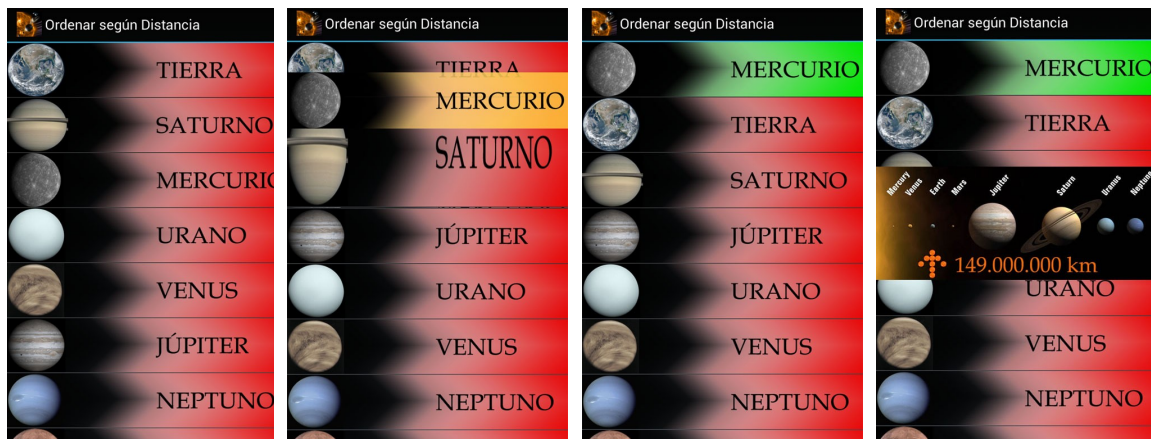 Ordenar según Distancia
TIERRA
SATURNO
MERCURIO
URANO
VENUS
JÚPITER
NEPTUNO
Ordenar según Distancia
TIERRA
MERCURIO
SATURNO
JÚPITER
URANO
VENUS
NEPTUNO
Ordenar según Distancia
MERCURIO
TIERRA
SATURNO
JÚPITER
URANO
VENUS
NEPTUNO
Ordenar según Distancia
MERCURIO
TIERRA
Mercury Venus Earth Mars Jupiter Saturn Uranus Neptune
149.000.000 km
URANO
VENUS
NEPTUNO